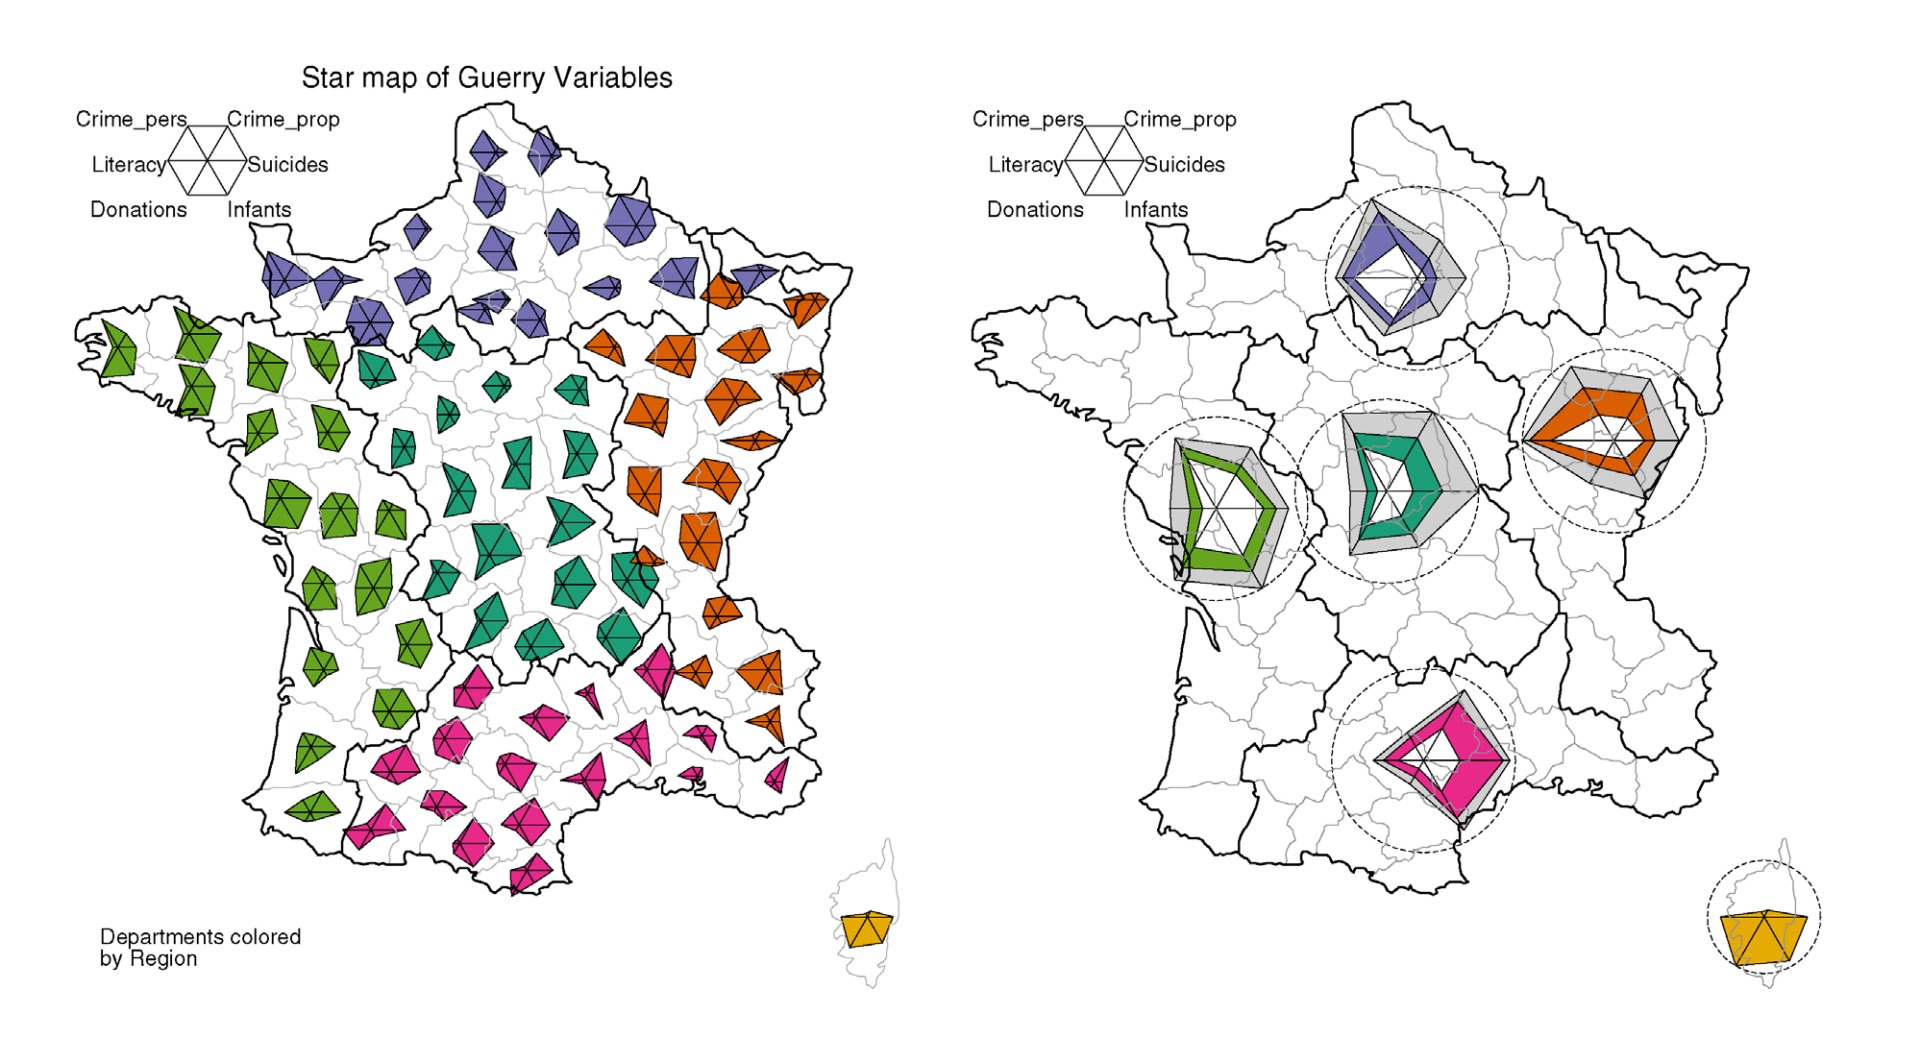 Star map of Guerry Variables
Crime_pers Crime_prop
Literacy Suicides
Donations Infants
Departments colored
by Region
Crime_pers Crime_prop
Literacy Suicides
Donations Infants